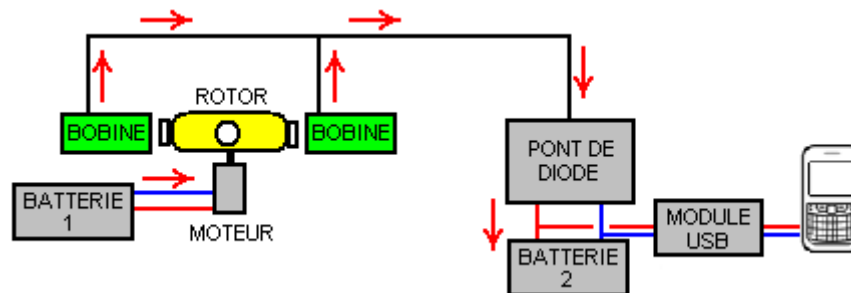 ROTOR
BOBINE
BOBINE
BATTERIE
1
MOTEUR
PONT DE
DIODE
BATTERIE
2
MODULE
USB